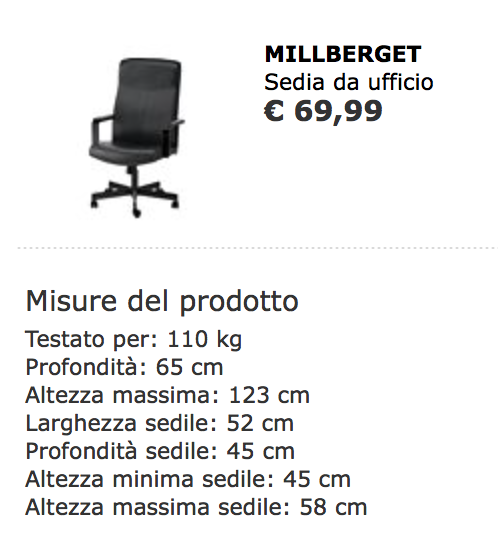 MILLBERGET
Sedia da ufficio
€ 69,99
Misure del prodotto
Testato per: 110 kg
Profondità: 65 cm
Altezza massima: 123 cm
Larghezza sedile: 52 cm
Profondità sedile: 45 cm
Altezza minima sedile: 45 cm
Altezza massima sedile: 58 cm